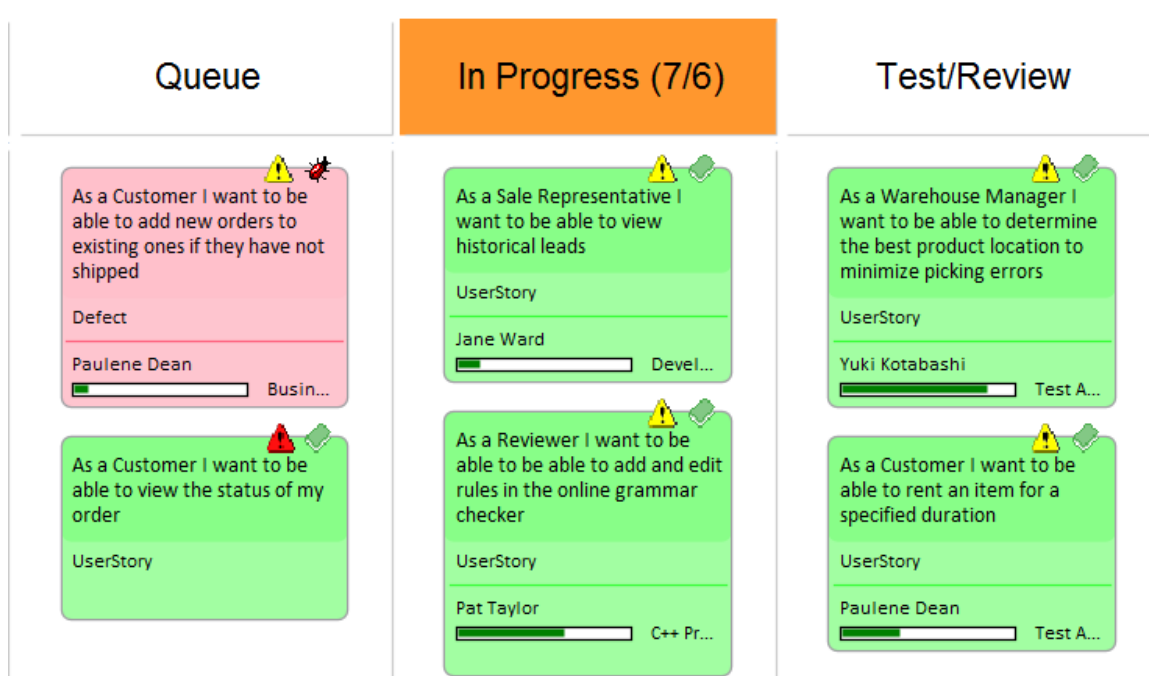 Queue
In Progress (7/6)
Test/Review
As a Customer I want to be
able to add new orders to
existing ones if they have not
shipped
Defect
Paulene Dean
Busin...
As a Customer I want to be
able to view the status of my
order
UserStory
As a Sale Representative I
want to be able to view
historical leads
UserStory
Jane Ward
Devel...
As a Reviewer I want to be
able to be able to add and edit
rules in the online grammar
checker
UserStory
Pat Taylor
C++ Pr...
As a Warehouse Manager I
want to be able to determine
the best product location to
minimize picking errors
UserStory
Yuki Kotabashi
Test A...
As a Customer I want to be
able to rent an item for a
specified duration
UserStory
Paulene Dean
Test A...